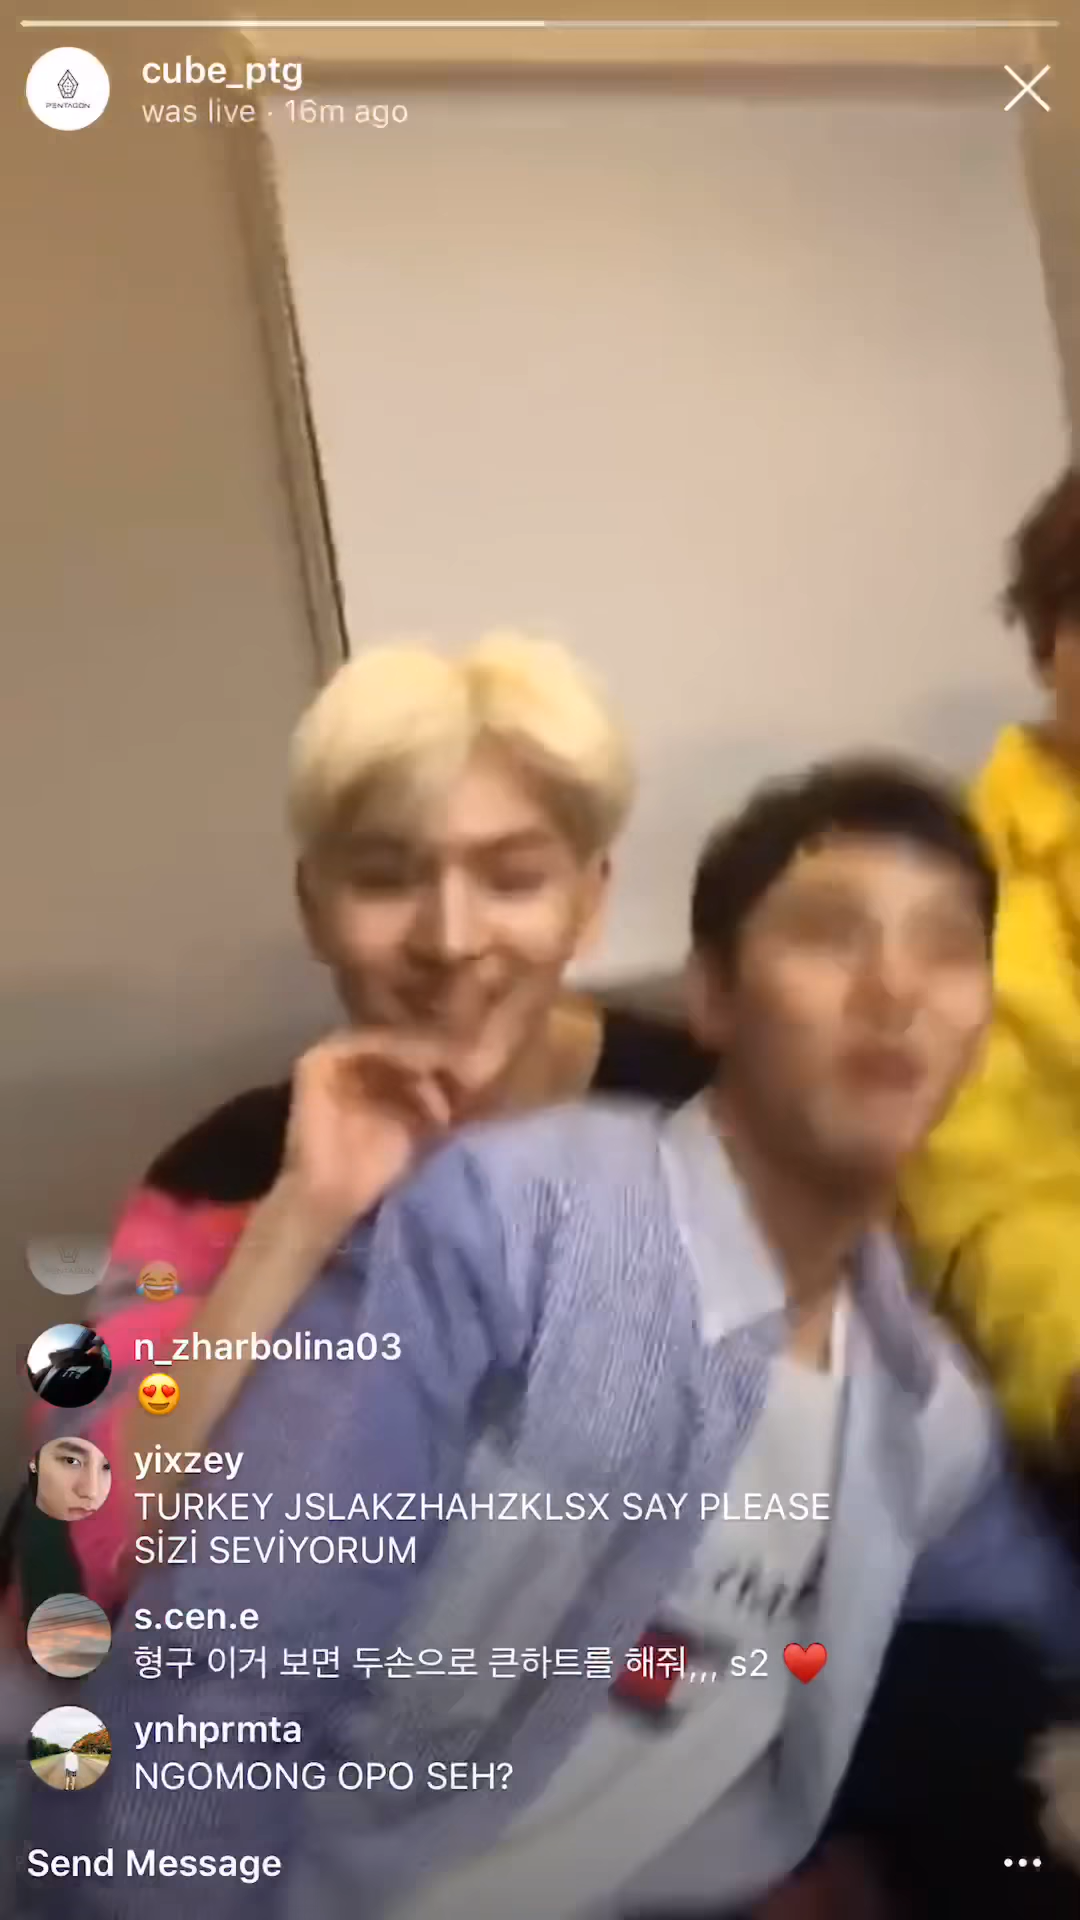 cube_ptg
was live · 16m ago
PENTAGON
😂
n_zharbolina03
😍
yixzey
TURKEY JSLAKZHAHZKLSX SAY PLEASE
SİZİ SEVİYORUM
s.cen.e
형구 이거 보면 두손으로 큰하트를 해줘,,, s2 ♥️
ynhprmta
NGOMONG OPO SEH?
Send Message